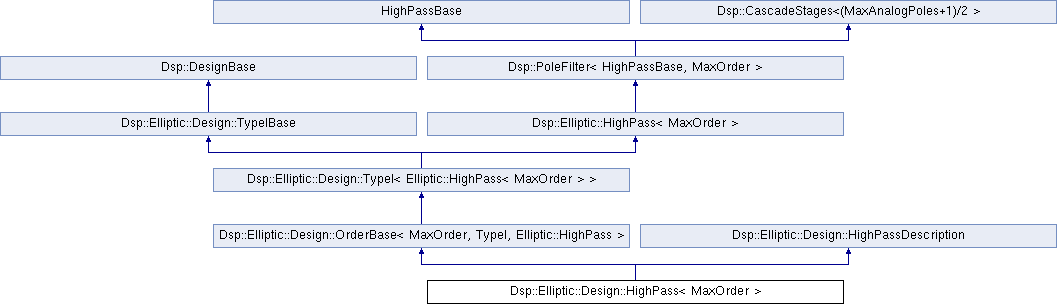 HighPassBase
Dsp::CascadeStages<(MaxAnalogPoles+1)/2 >
Dsp::DesignBase
Dsp::PoleFilter< HighPassBase, MaxOrder >
Dsp::Elliptic::Design::TypeIBase
Dsp::Elliptic::HighPass< MaxOrder >
Dsp::Elliptic::Design::TypeI< Elliptic::HighPass< MaxOrder > >
Dsp::Elliptic::Design::OrderBase< MaxOrder, TypeI, Elliptic::HighPass >
Dsp::Elliptic::Design::HighPassDescription
Dsp::Elliptic::Design::HighPass< MaxOrder >